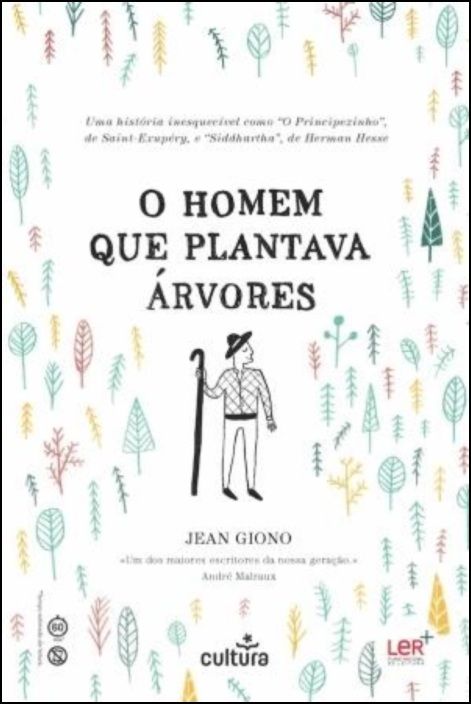 Uma história inesquecível como "O Principezinho",
de Saint-Exupéry, e "Siddhartha", de Herman Hesse
O HOMEM
QUE PLANTAVA
ÁRVORES
JEAN GIONO
«Um dos maiores escritores da nossa geração.»
André Malraux
60
cultura
LER+